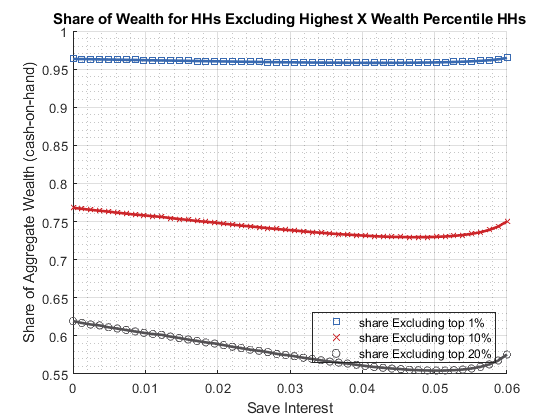 Share of Wealth for HHs Excluding Highest X Wealth Percentile HHs
1
0.95
0.9
0.85
0.8
0.75
0.7
0.65
0.6
0.55
Share of Aggregate Wealth (cash-on-hand)
share Excluding top 1%
share Excluding top 10%
share Excluding top 20%
0
0.01
0.02
0.03
0.04
0.05
0.06
Save Interest